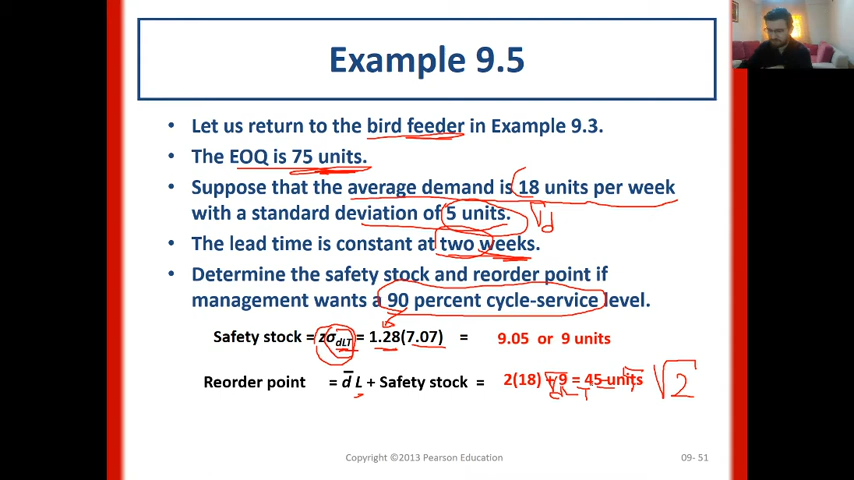 Example 9.5
• Let us return to the bird feeder in Example 9.3.
• The EOQ is 75 units.
• Suppose that the average demand is 18 units per week
with a standard deviation of 5 units.
• The lead time is constant at two weeks.
• Determine the safety stock and reorder point if
management wants a 90 percent cycle-service level.
Safety stock = zσdLT = 1.28(7.07) = 9.05 or 9 units
Reorder point = d̅ L + Safety stock = 2(18) + 9 = 45 units √2
Copyright ©2013 Pearson Education 09- 51